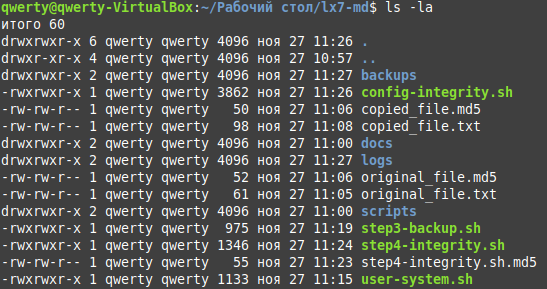 qwerty@qwerty-VirtualBox:~/Рабочий стол/lx7-md$ ls -la
итого 60
drwxrwxr-x 6 qwerty qwerty 4096 ноя 27 11:26 .
drwxr-xr-x 4 qwerty qwerty 4096 ноя 27 10:57 ..
drwxrwxr-x 2 qwerty qwerty 4096 ноя 27 11:27 backups
-rwxrwxr-x 1 qwerty qwerty 3862 ноя 27 11:26 config-integrity.sh
-rw-rw-r-- 1 qwerty qwerty 50 ноя 27 11:06 copied_file.md5
-rw-rw-r-- 1 qwerty qwerty 98 ноя 27 11:08 copied_file.txt
drwxrwxr-x 2 qwerty qwerty 4096 ноя 27 11:00 docs
drwxrwxr-x 2 qwerty qwerty 4096 ноя 27 11:27 logs
-rw-rw-r-- 1 qwerty qwerty 52 ноя 27 11:06 original_file.md5
-rw-rw-r-- 1 qwerty qwerty 61 ноя 27 11:05 original_file.txt
drwxrwxr-x 2 qwerty qwerty 4096 ноя 27 11:00 scripts
-rwxrwxr-x 1 qwerty qwerty 975 ноя 27 11:19 step3-backup.sh
-rwxrwxr-x 1 qwerty qwerty 1346 ноя 27 11:24 step4-integrity.sh
-rw-rw-r-- 1 qwerty qwerty 55 ноя 27 11:23 step4-integrity.sh.md5
-rwxrwxr-x 1 qwerty qwerty 1133 ноя 27 11:15 user-system.sh